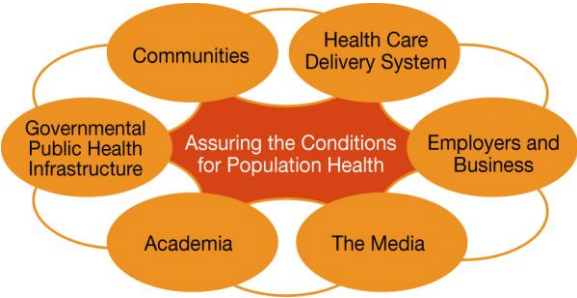 Communities
Health Care
Delivery System
Governmental
Public Health
Infrastructure
Assuring the Conditions
for Population Health
Employers and
Business
Academia
The Media